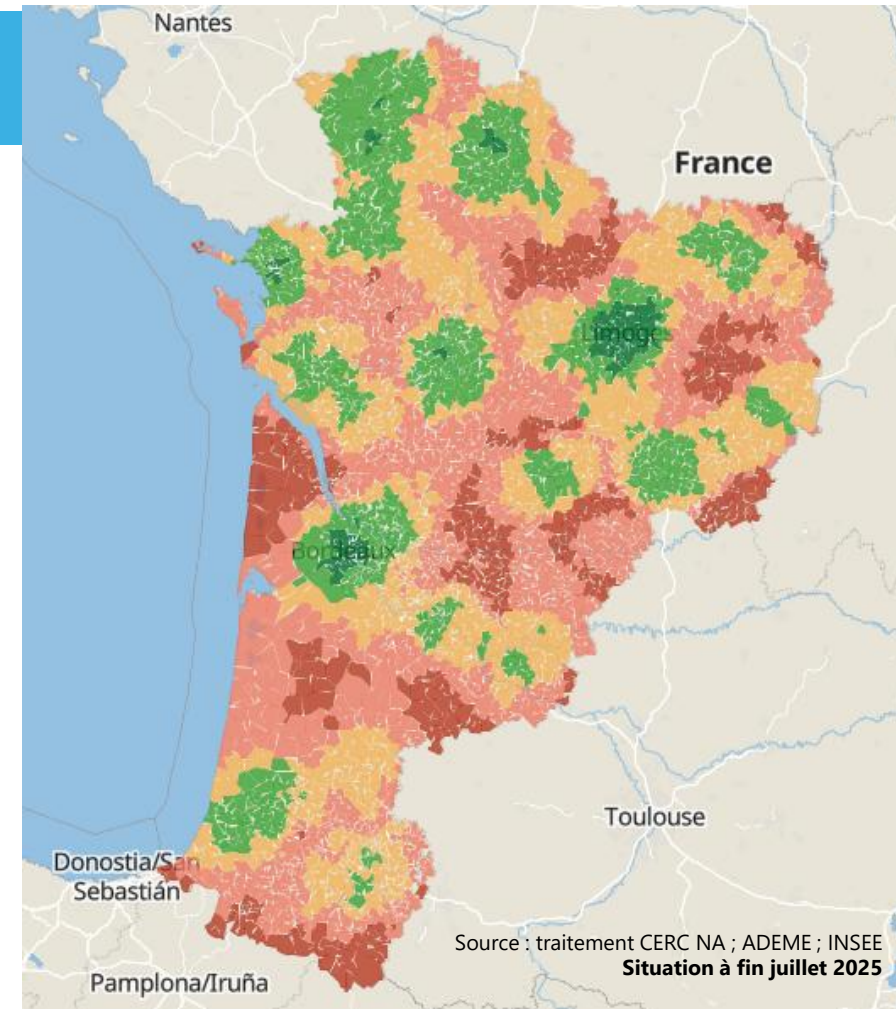 Nantes
France
Limoges
Bordeaux
Toulouse
Donostia/San
Sebastián
Source : traitement CERC NA ; ADEME ; INSEE
Situation à fin juillet 2025
Pamplona/Iruña